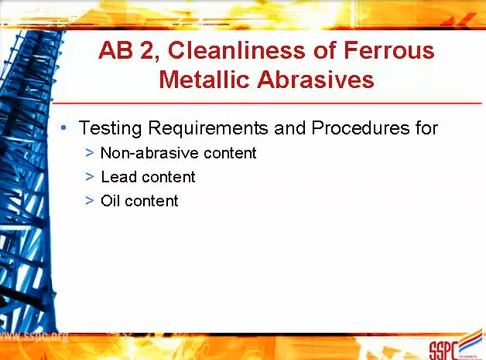 AB 2, Cleanliness of Ferrous
Metallic Abrasives
• Testing Requirements and Procedures for
> Non-abrasive content
> Lead content
> Oil content
www.sspc.org
SSPC